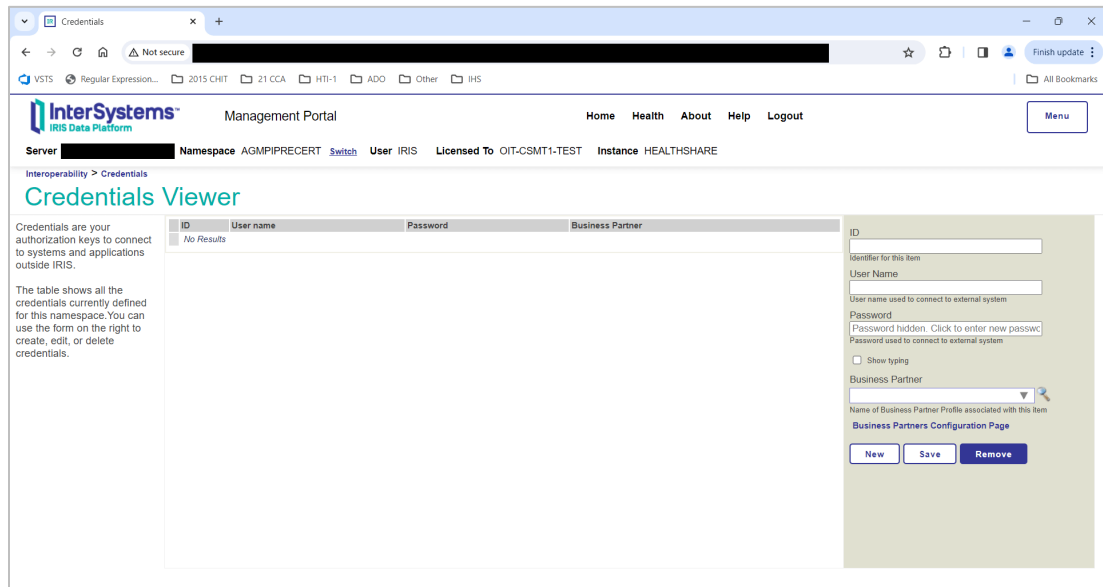 Credentials
Not secure
Finish update
VSTS
Regular Expression...
2015 CHIT
21 CCA
HTI-1
ADO
Other
IHS
All Bookmarks
InterSystems™
IRIS Data Platform
Management Portal
Home
Health
About
Help
Logout
Menu
Server
Namespace AGMPIPRECERT Switch User IRIS Licensed To OIT-CSMT1-TEST Instance HEALTHSHARE
Interoperability > Credentials
Credentials Viewer
Credentials are your
authorization keys to connect
to systems and applications
outside IRIS.
The table shows all the
credentials currently defined
for this namespace.You can
use the form on the right to
create, edit, or delete
credentials.
ID
User name
Password
Business Partner
No Results
ID
Identifier for this item
User Name
User name used to connect to external system
Password
Password hidden. Click to enter new passwc
Password used to connect to external system
Show typing
Business Partner
Name of Business Partner Profile associated with this item
Business Partners Configuration Page
New
Save
Remove